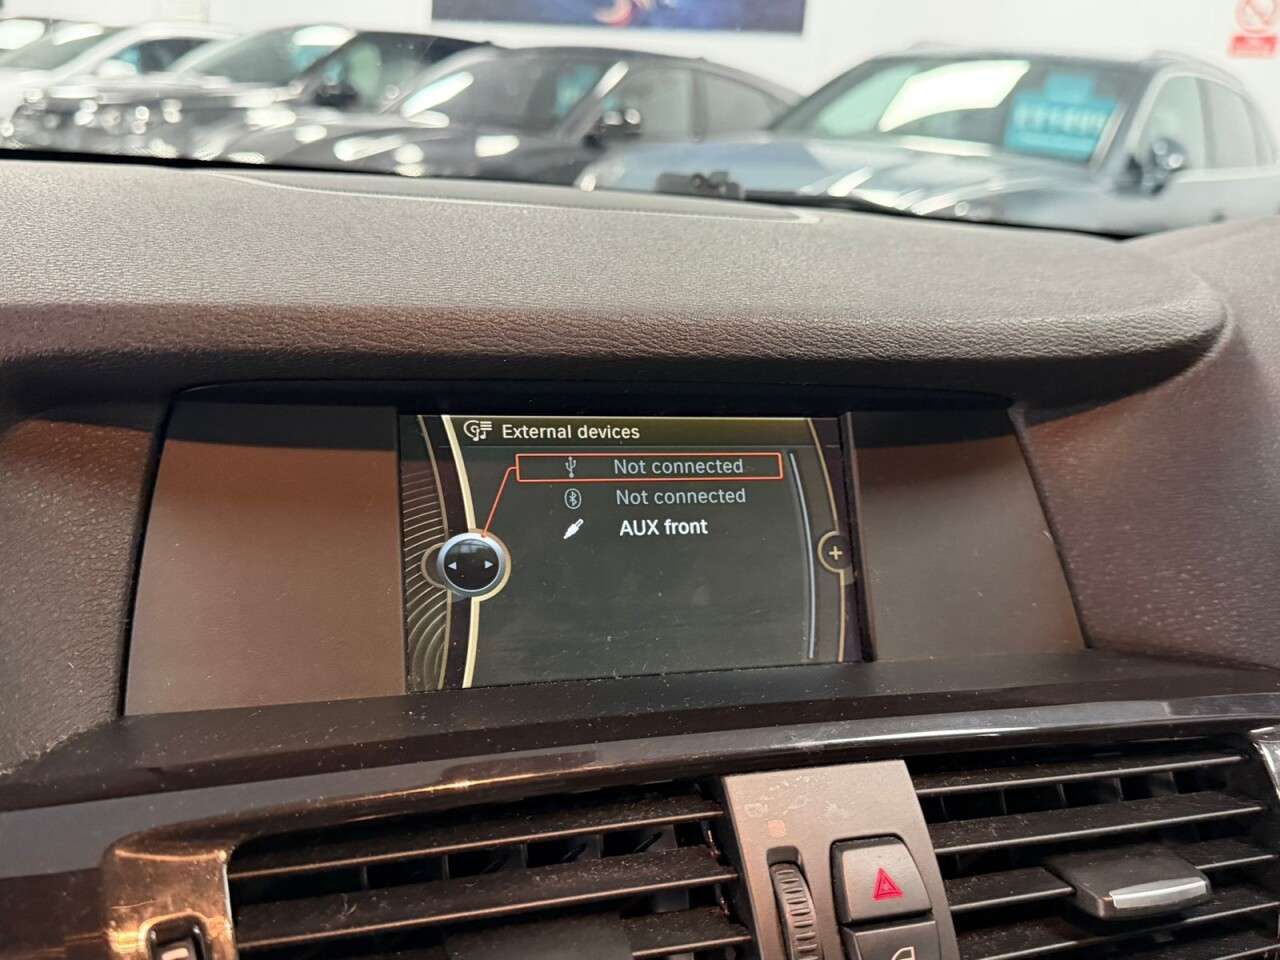 External devices
Not connected
Not connected
AUX front